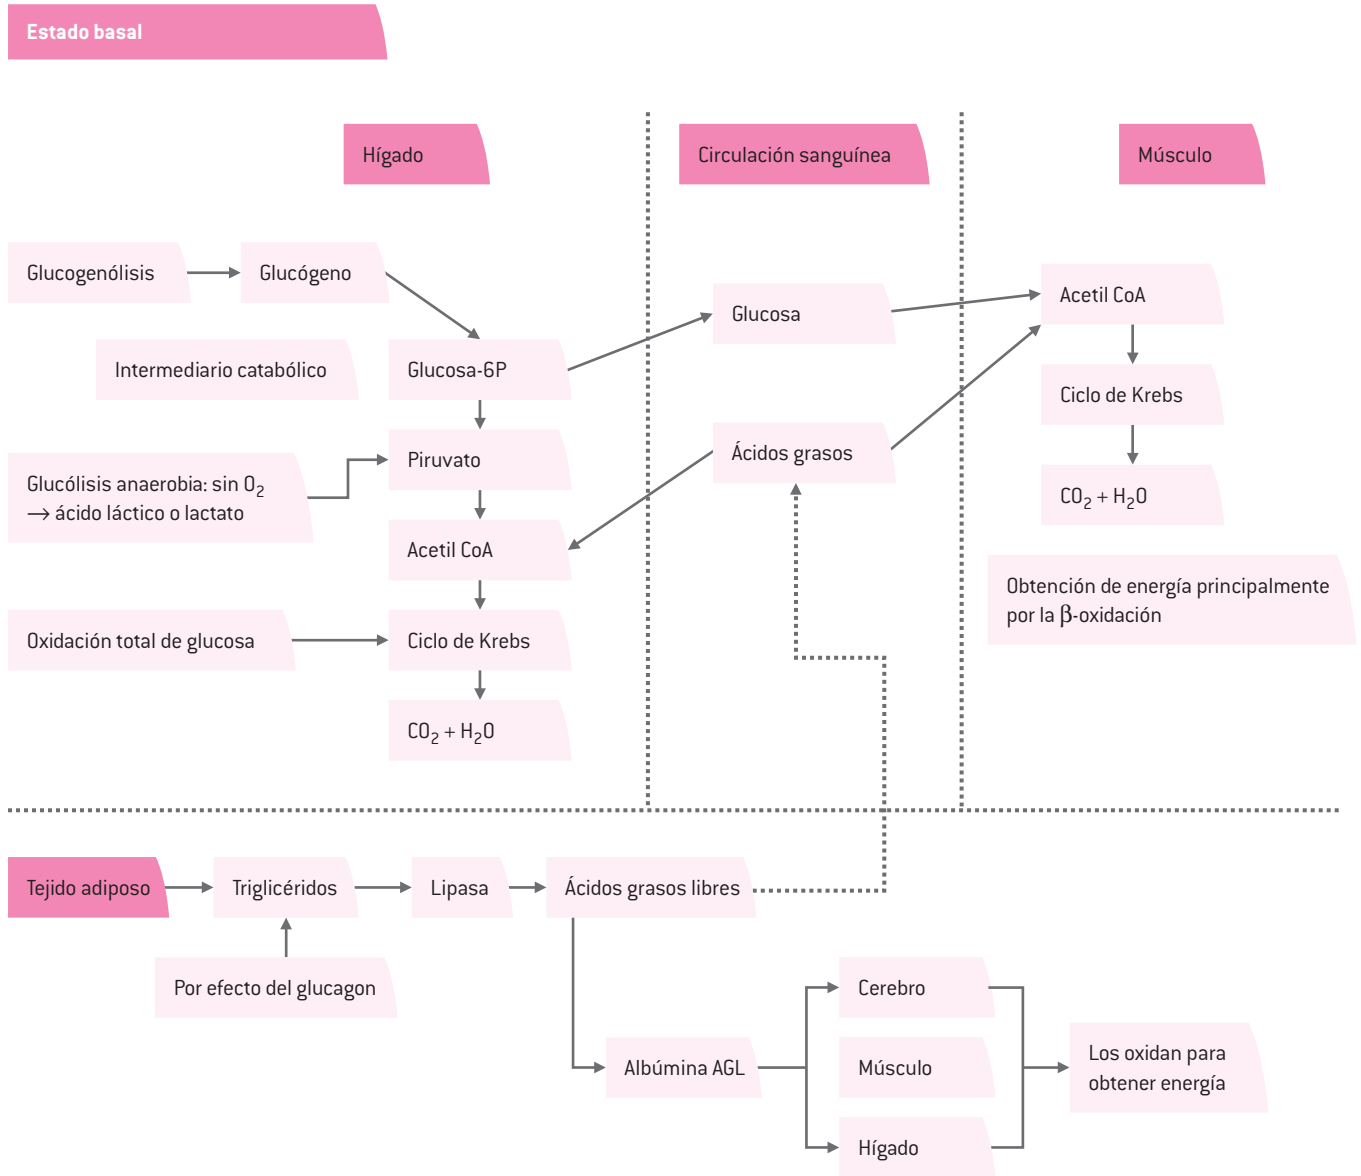 Estado basal
Hígado
Circulación sanguínea
Músculo
Glucogenólisis
Glucógeno
Intermediario catabólico
Glucosa-6P
Glucosa
Acetil CoA
Ciclo de Krebs
CO₂ + H₂O
Glucólisis anaerobia: sin O₂
→ ácido láctico o lactato
Piruvato
Ácidos grasos
Acetil CoA
Obtención de energía principalmente
por la β-oxidación
Oxidación total de glucosa
Ciclo de Krebs
CO₂ + H₂O
Tejido adiposo
Triglicéridos
Lipasa
Ácidos grasos libres
Por efecto del glucagon
Albúmina AGL
Cerebro
Músculo
Hígado
Los oxidan para
obtener energía